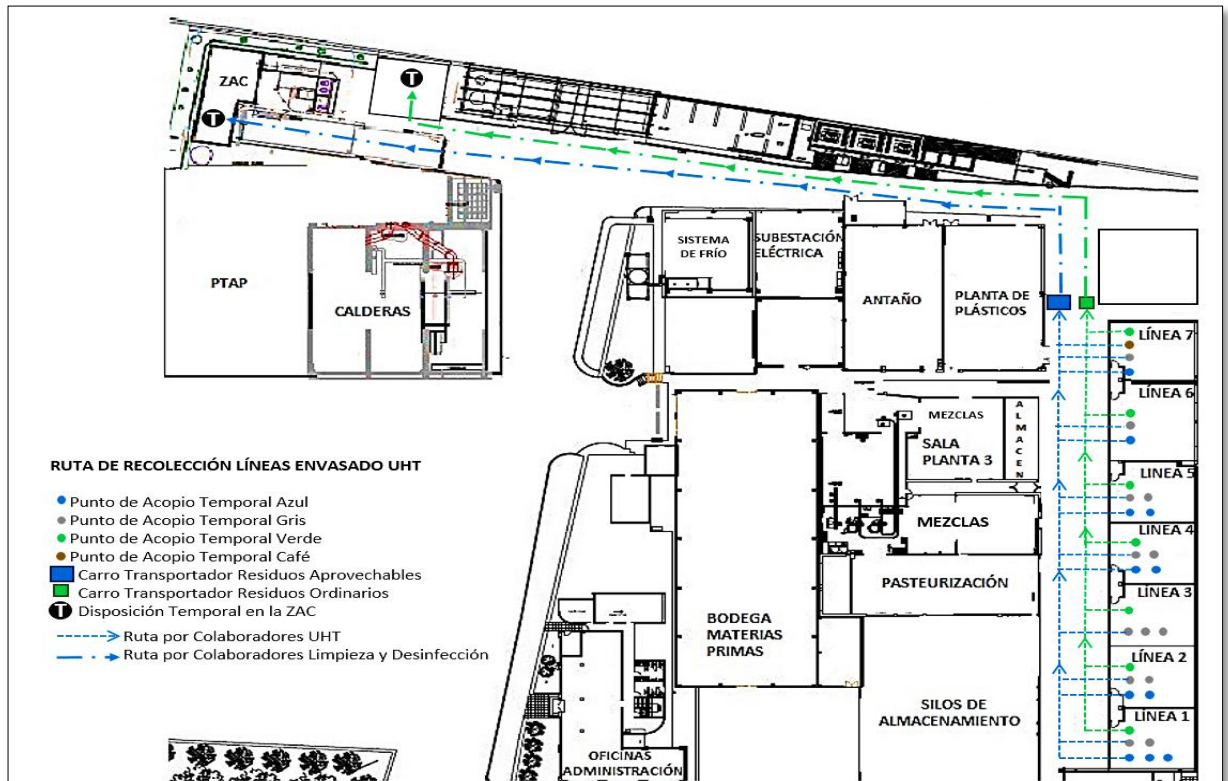 ZAC
T
T
PTAP
CALDERAS
SISTEMA
DE FRÍO
SUBESTACIÓN
ELÉCTRICA
ANTAÑO
PLANTA DE
PLÁSTICOS
LÍNEA 7
LÍNEA 6
LÍNEA 5
LÍNEA 4
LÍNEA 3
LÍNEA 2
LÍNEA 1
MEZCLAS
SALA
PLANTA 3
ALMACEN
MEZCLAS
PASTEURIZACIÓN
BODEGA
MATERIAS
PRIMAS
SILOS DE
ALMACENAMIENTO
OFICINAS
ADMINISTRACIÓN
RUTA DE RECOLECCIÓN LÍNEAS ENVASADO UHT
Punto de Acopio Temporal Azul
Punto de Acopio Temporal Gris
Punto de Acopio Temporal Verde
Punto de Acopio Temporal Café
Carro Transportador Residuos Aprovechables
Carro Transportador Residuos Ordinarios
T Disposición Temporal en la ZAC
Ruta por Colaboradores UHT
Ruta por Colaboradores Limpieza y Desinfección